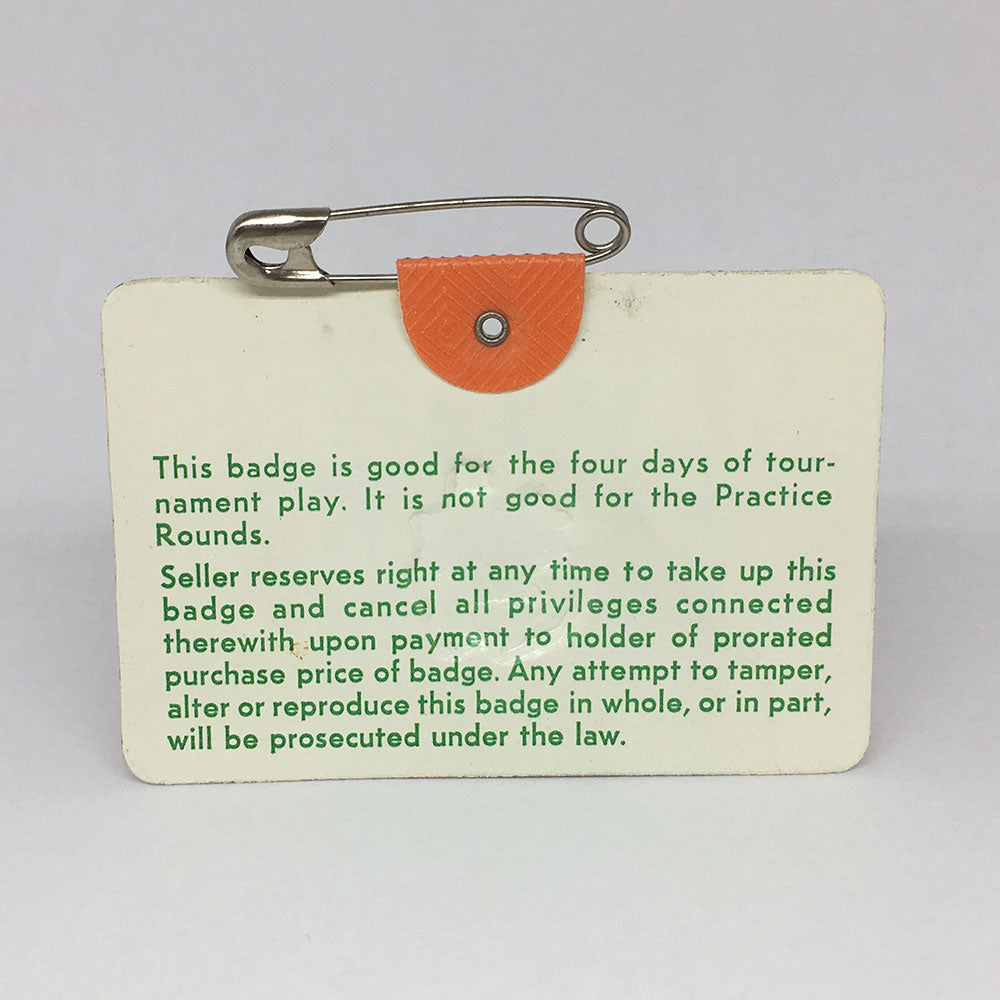 This badge is good for the four days of tour-
nament play. It is not good for the Practice
Rounds.
Seller reserves right at any time to take up this
badge and cancel all privileges connected
therewith upon payment to holder of prorated
purchase price of badge. Any attempt to tamper,
alter or reproduce this badge in whole, or in part,
will be prosecuted under the law.